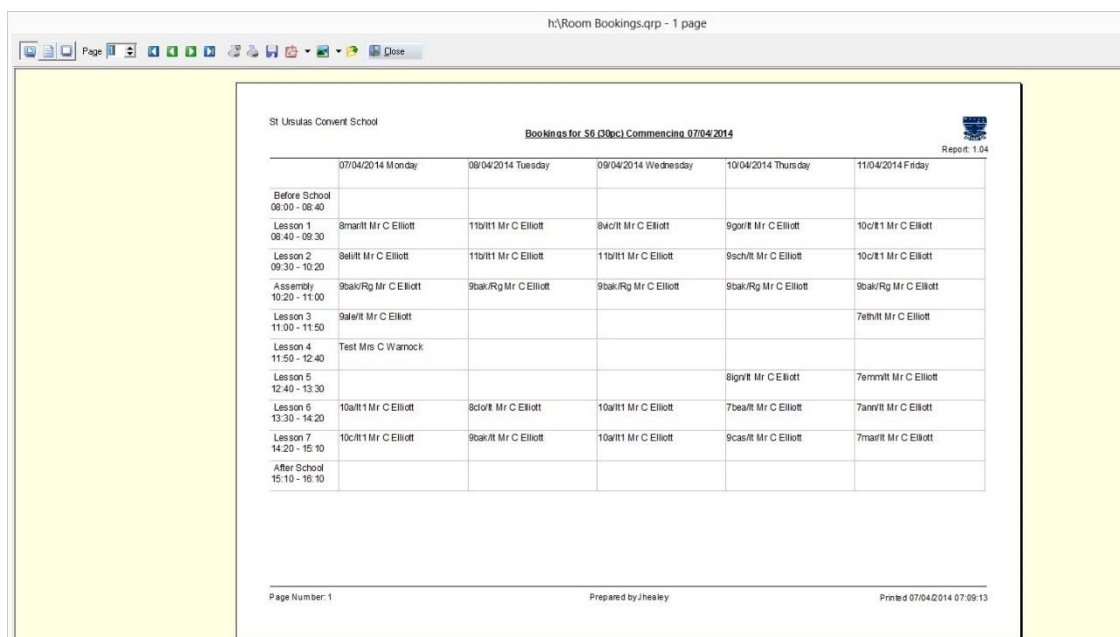 h:\Room Bookings.qrp - 1 page
Page 1 Close
St Ursulas Convent School
Bookings for S6 (30pc) Commencing 07/04/2014
Report: 1.04
07/04/2014 Monday 08/04/2014 Tuesday 09/04/2014 Wednesday 10/04/2014 Thursday 11/04/2014 Friday
Before School
08:00 - 08:40
Lesson 1 8mar/It Mr C Elliott 11b/It1 Mr C Elliott 8vic/It Mr C Elliott 9gor/It Mr C Elliott 10c/It1 Mr C Elliott
08:40 - 09:30
Lesson 2 8eli/It Mr C Elliott 11b/It1 Mr C Elliott 11b/It1 Mr C Elliott 9sch/It Mr C Elliott 10c/It1 Mr C Elliott
09:30 - 10:20
Assembly 9bak/Rg Mr C Elliott 9bak/Rg Mr C Elliott 9bak/Rg Mr C Elliott 9bak/Rg Mr C Elliott 9bak/Rg Mr C Elliott
10:20 - 11:00
Lesson 3 9ale/It Mr C Elliott 7eth/It Mr C Elliott
11:00 - 11:50
Lesson 4 Test Mrs C Warnock
11:50 - 12:40
Lesson 5 8ign/It Mr C Elliott 7emm/It Mr C Elliott
12:40 - 13:30
Lesson 6 10a/It1 Mr C Elliott 8clo/It Mr C Elliott 10a/It1 Mr C Elliott 7bea/It Mr C Elliott 7ann/It Mr C Elliott
13:30 - 14:20
Lesson 7 10c/It1 Mr C Elliott 9bak/It Mr C Elliott 10a/It1 Mr C Elliott 9cas/It Mr C Elliott 7mar/It Mr C Elliott
14:20 - 15:10
After School
15:10 - 16:10
Page Number: 1 Prepared by Jhealey Printed 07/04/2014 07:09:13